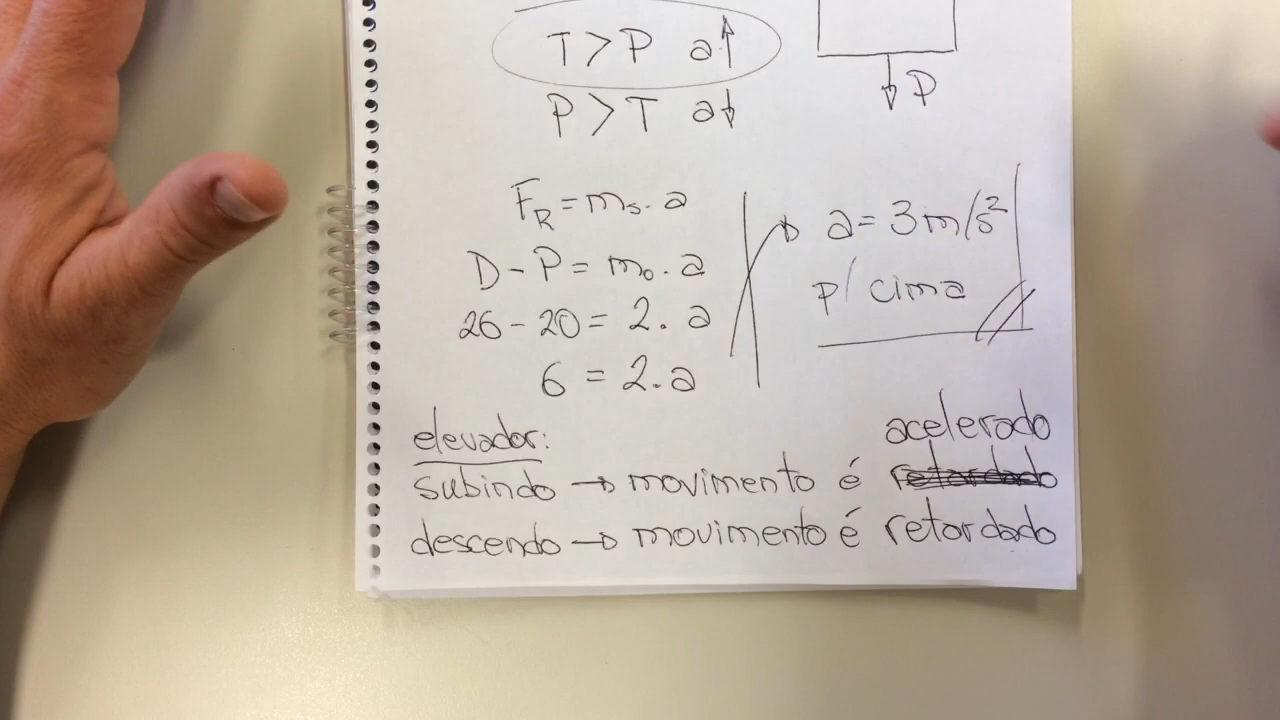 T > P a↑
P
P > T a↓
F_R = m_s. a
D - P = m_o. a
26 - 20 = 2. a
6 = 2. a
a = 3 m/s²
p/ cima
elevador:
acelerado
subindo → movimento é retardado
descendo → movimento é retardado